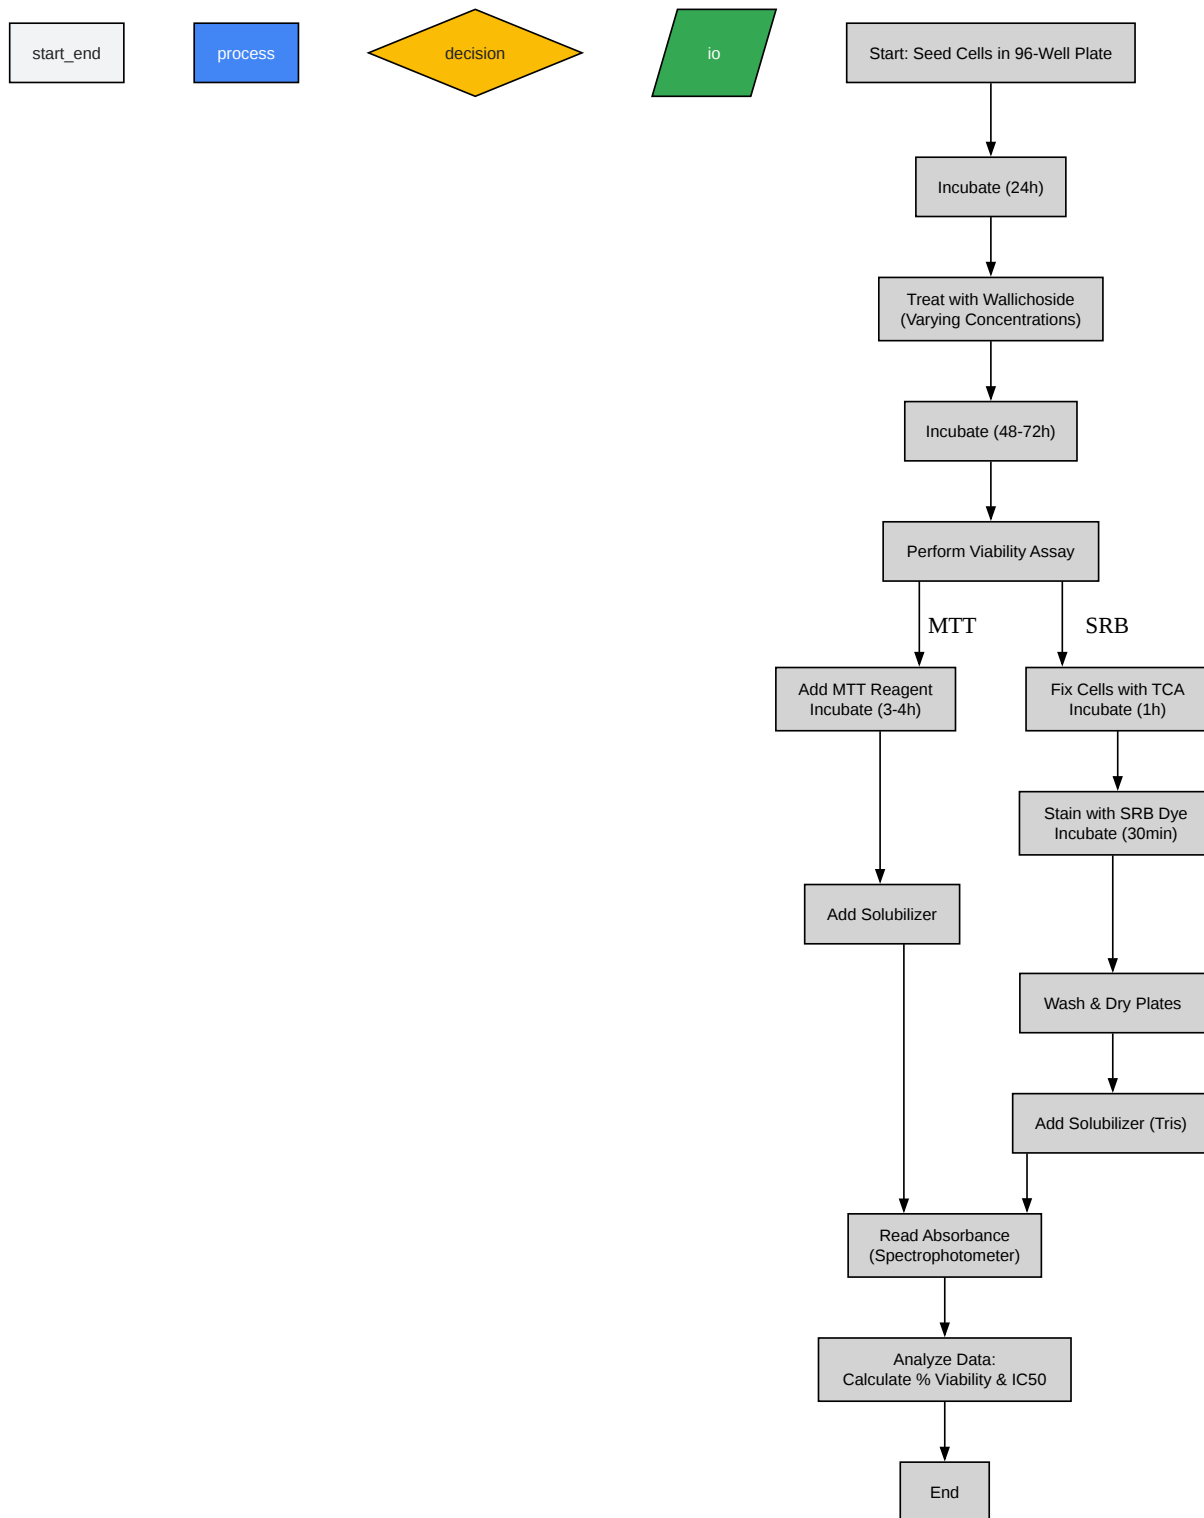 start_end
process
decision
io
Start: Seed Cells in 96-Well Plate
Incubate (24h)
Treat with Wallichoside
(Varying Concentrations)
Incubate (48-72h)
Perform Viability Assay
MTT
SRB
Add MTT Reagent
Incubate (3-4h)
Fix Cells with TCA
Incubate (1h)
Stain with SRB Dye
Incubate (30min)
Add Solubilizer
Wash & Dry Plates
Add Solubilizer (Tris)
Read Absorbance
(Spectrophotometer)
Analyze Data:
Calculate % Viability & IC50
End